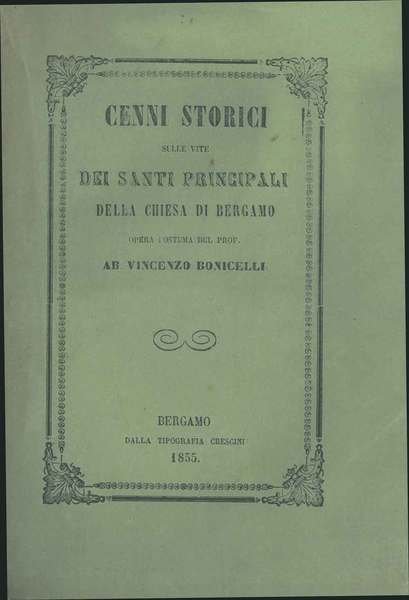 CENNI STORICI
SULLE VITE
DEI SANTI PRINCIPALI
DELLA CHIESA DI BERGAMO
OPERA POSTUMA DEL PROF.
AB. VINCENZO BONICELLI
BERGAMO
DALLA TIPOGRAFIA CRESCINI
1855.